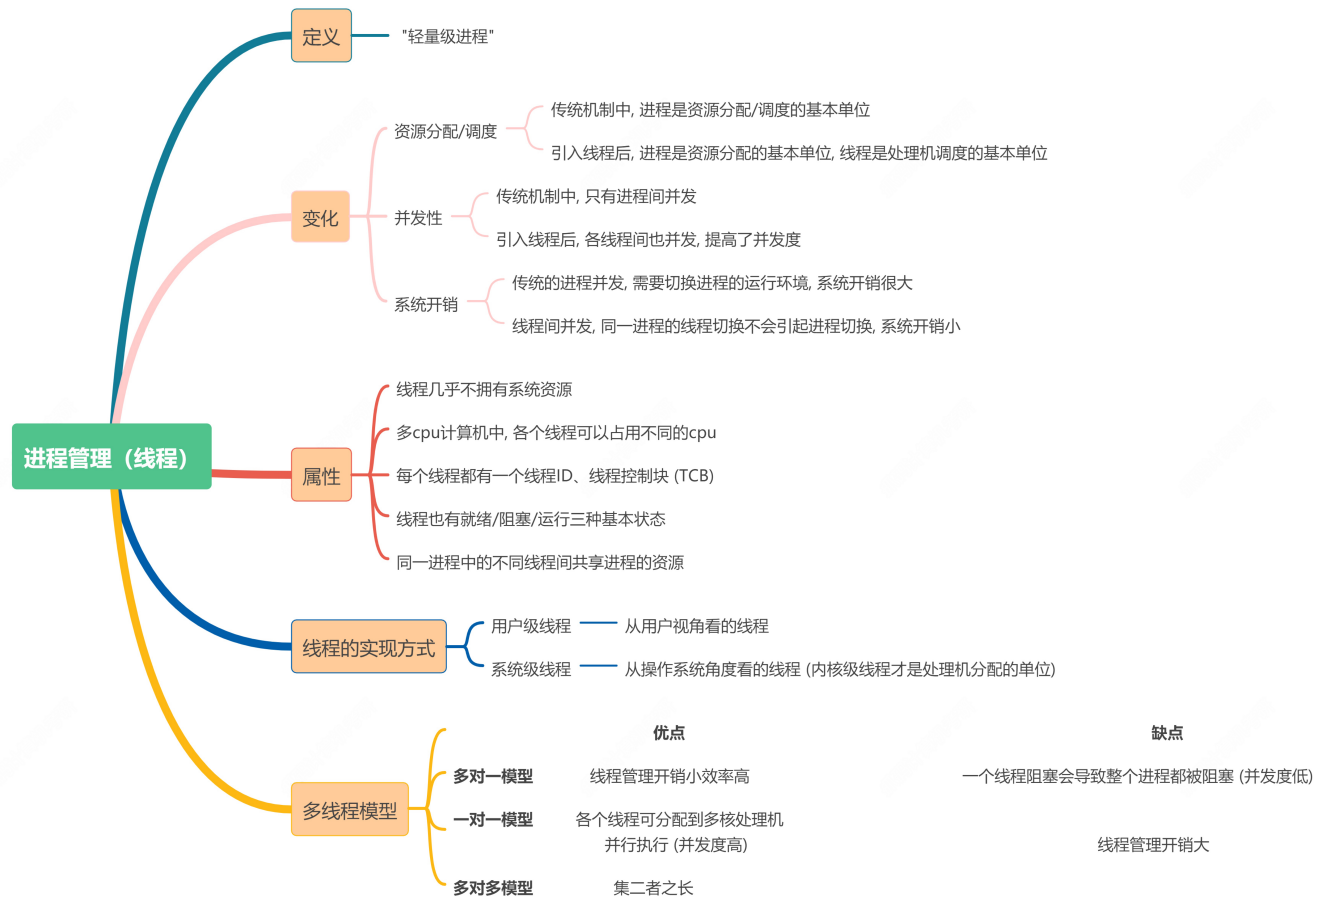 定义
"轻量级进程"
传统机制中, 进程是资源分配/调度的基本单位
资源分配/调度
引入线程后, 进程是资源分配的基本单位, 线程是处理机调度的基本单位
传统机制中, 只有进程间并发
变化
并发性
引入线程后, 各线程间也并发, 提高了并发度
传统的进程并发, 需要切换进程的运行环境, 系统开销很大
系统开销
线程间并发, 同一进程的线程切换不会引起进程切换, 系统开销小
线程几乎不拥有系统资源
多cpu计算机中, 各个线程可以占用不同的cpu
进程管理（线程）
属性
每个线程都有一个线程ID、线程控制块 (TCB)
线程也有就绪/阻塞/运行三种基本状态
同一进程中的不同线程间共享进程的资源
用户级线程
从用户视角看的线程
线程的实现方式
系统级线程
从操作系统角度看的线程 (内核级线程才是处理机分配的单位)
优点
缺点
多对一模型
线程管理开销小效率高
一个线程阻塞会导致整个进程都被阻塞 (并发度低)
多线程模型
一对一模型
各个线程可分配到多核处理机
并行执行 (并发度高)
线程管理开销大
多对多模型
集二者之长